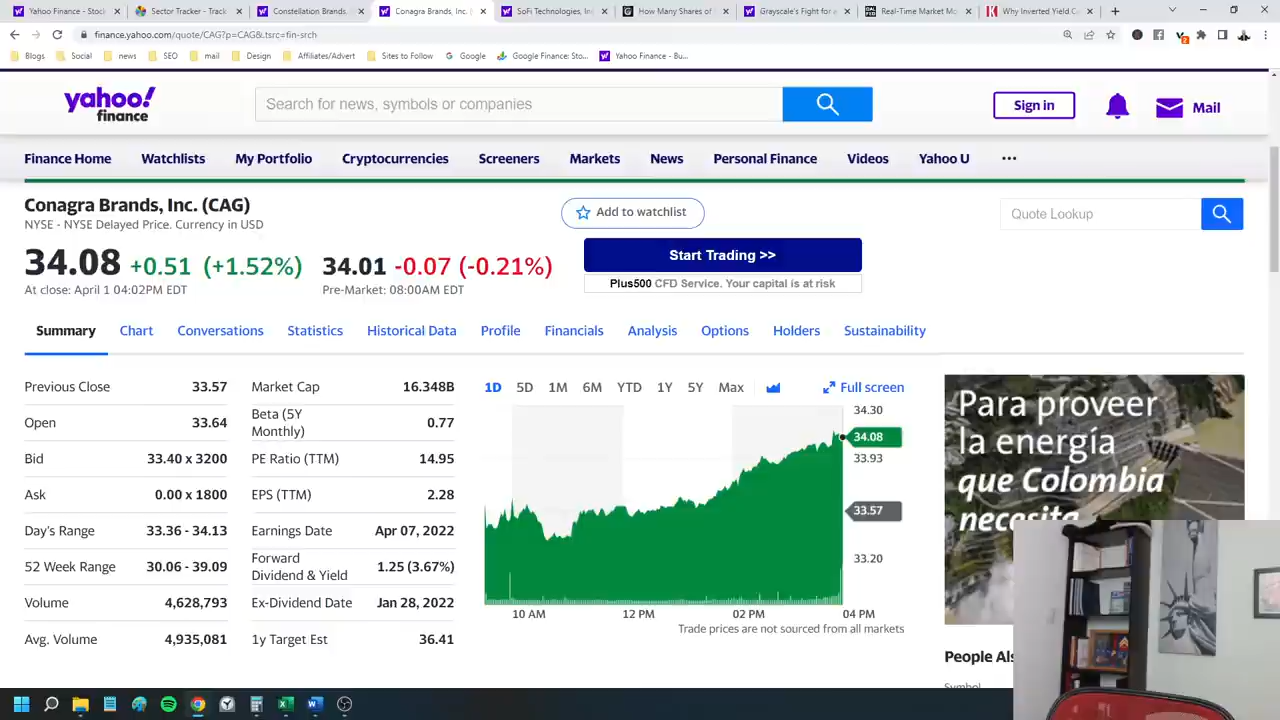 Yahoo Finance - Stoc
Sector Tracker - Track
Constellation Brands.
Conagra Brands, Inc. (
SoFi Technologies, In
How Many Shares of
Grayscale's Fight for a
Real-Time Market Mo
Why Inverted Yield C
finance.yahoo.com/quote/CAG?p=CAG&.tsrc=fin-srch
Blogs
Social
news
SEO
mail
Design
Affiliates/Advert
Sites to Follow
Google
Google Finance: Sto...
Yahoo Finance - Bu...
yahoo!
finance
Search for news, symbols or companies
Sign in
Mail
Finance Home
Watchlists
My Portfolio
Cryptocurrencies
Screeners
Markets
News
Personal Finance
Videos
Yahoo U
...
Conagra Brands, Inc. (CAG)
NYSE - NYSE Delayed Price. Currency in USD
Add to watchlist
Quote Lookup
34.08 +0.51 (+1.52%)
At close: April 1 04:02PM EDT
34.01 -0.07 (-0.21%)
Pre-Market: 08:00AM EDT
Start Trading >>
Plus500 CFD Service. Your capital is at risk
Summary
Chart
Conversations
Statistics
Historical Data
Profile
Financials
Analysis
Options
Holders
Sustainability
Previous Close 33.57
Open 33.64
Bid 33.40 x 3200
Ask 0.00 x 1800
Day's Range 33.36 - 34.13
52 Week Range 30.06 - 39.09
Volume 4,628,793
Avg. Volume 4,935,081
Market Cap 16.348B
Beta (5Y
Monthly) 0.77
PE Ratio (TTM) 14.95
EPS (TTM) 2.28
Earnings Date Apr 07, 2022
Forward
Dividend & Yield 1.25 (3.67%)
Ex-Dividend Date Jan 28, 2022
1y Target Est 36.41
1D 5D 1M 6M YTD 1Y 5Y Max
Full screen
34.30
34.08
33.93
33.57
33.20
10 AM
12 PM
02 PM
04 PM
Trade prices are not sourced from all markets
Para proveer
la energía
que Colombia
necesita
People Als
Symbol